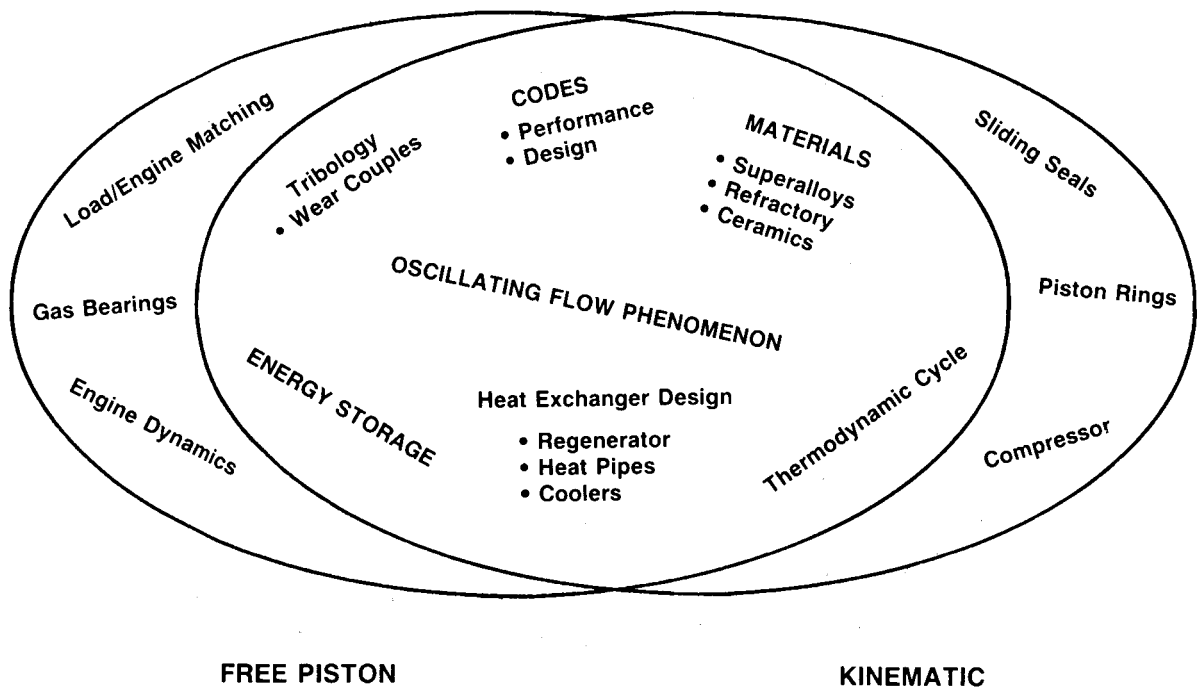 Load/Engine Matching
Gas Bearings
Engine Dynamics
Tribology
• Wear Couples
CODES
• Performance
• Design
MATERIALS
• Superalloys
• Refractory
• Ceramics
OSCILLATING FLOW PHENOMENON
ENERGY STORAGE
Heat Exchanger Design
• Regenerator
• Heat Pipes
• Coolers
Thermodynamic Cycle
Sliding Seals
Piston Rings
Compressor
FREE PISTON
KINEMATIC